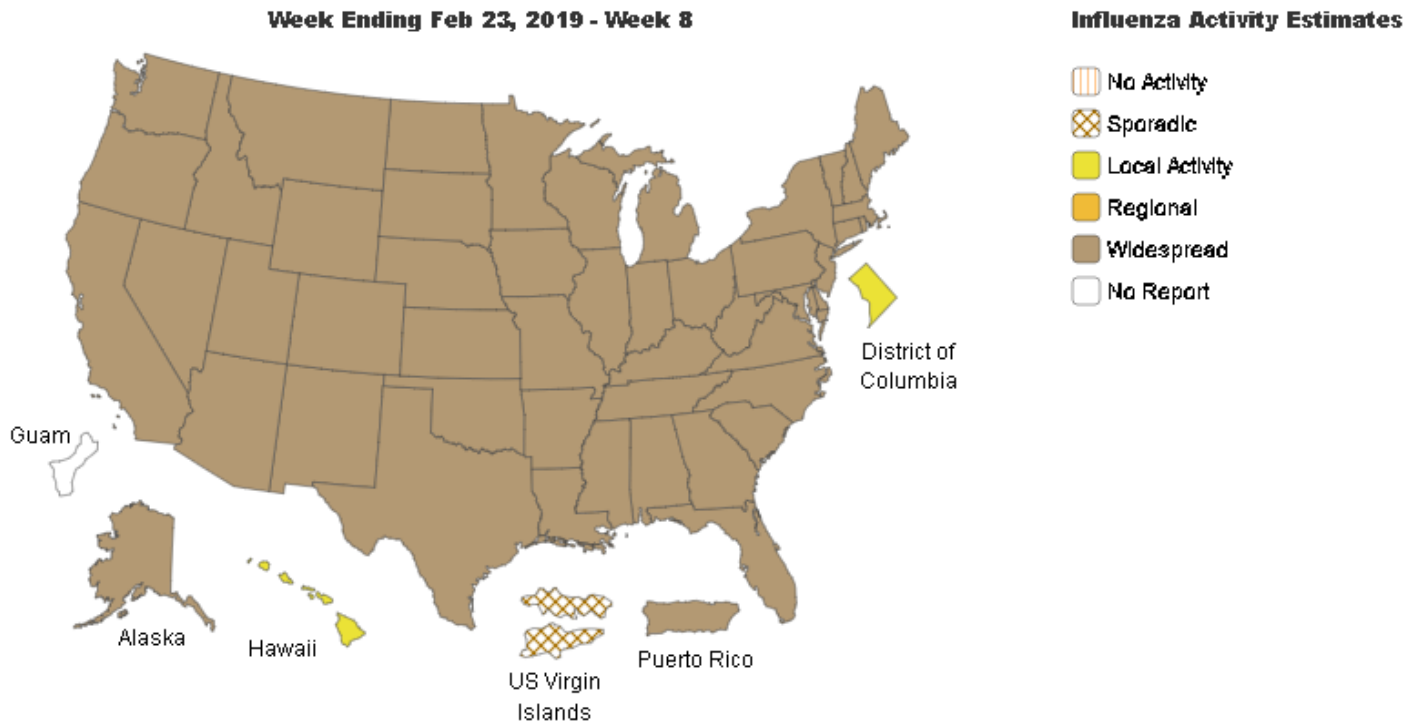 Week Ending Feb 23, 2019 - Week 8
Influenza Activity Estimates
No Activity
Sporadic
Local Activity
Regional
Widespread
No Report
District of
Columbia
Guam
Alaska
Hawaii
US Virgin
Islands
Puerto Rico